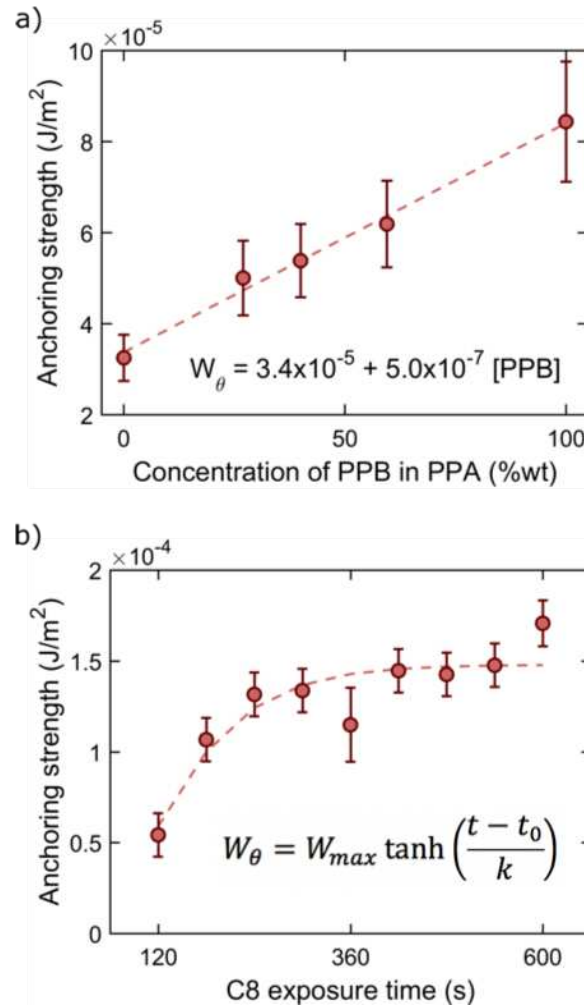 a)
×10⁻⁵
10
8
6
4
2
Anchoring strength (J/m²)
W_θ = 3.4x10⁻⁵ + 5.0x10⁻⁷ [PPB]
0 50 100
Concentration of PPB in PPA (%wt)
b)
×10⁻⁴
2
1.5
1
0.5
0
Anchoring strength (J/m²)
W_θ = W_max tanh ( (t − t₀) / k )
120 360 600
C8 exposure time (s)